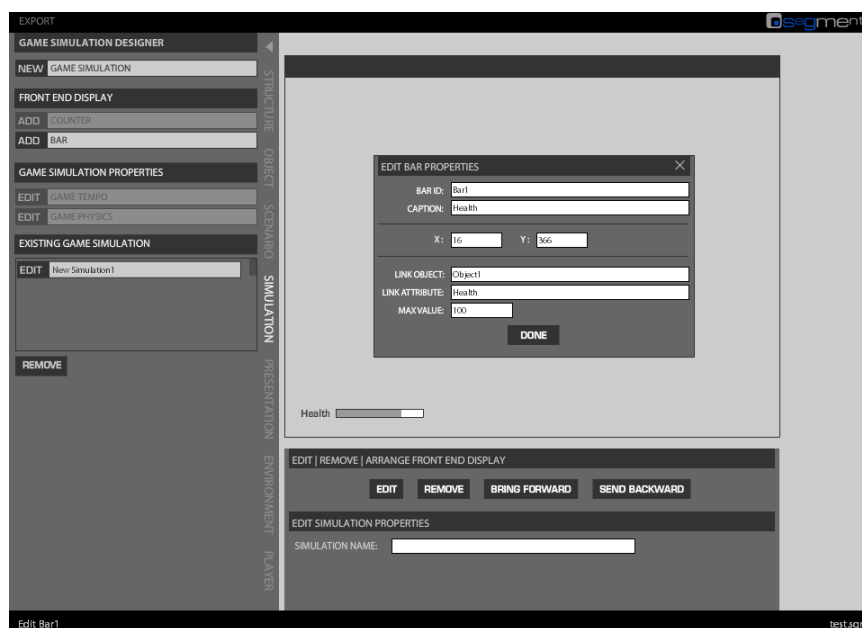 EXPORT
segment
GAME SIMULATION DESIGNER
NEW GAME SIMULATION
FRONT END DISPLAY
ADD COUNTER
ADD BAR
GAME SIMULATION PROPERTIES
EDIT GAME TEMPO
EDIT GAME PHYSICS
EXISTING GAME SIMULATION
EDIT New Simulation1
REMOVE
STRUCTURE
OBJECT
SCENARIO
SIMULATION
PRESENTATION
ENVIRONMENT
PLAYER
EDIT BAR PROPERTIES
BAR ID: Bar1
CAPTION: Health
X: 16 Y: 366
LINK OBJECT: Object1
LINK ATTRIBUTE: Health
MAX VALUE: 100
DONE
Health
EDIT | REMOVE | ARRANGE FRONT END DISPLAY
EDIT REMOVE BRING FORWARD SEND BACKWARD
EDIT SIMULATION PROPERTIES
SIMULATION NAME:
Edit Bar1